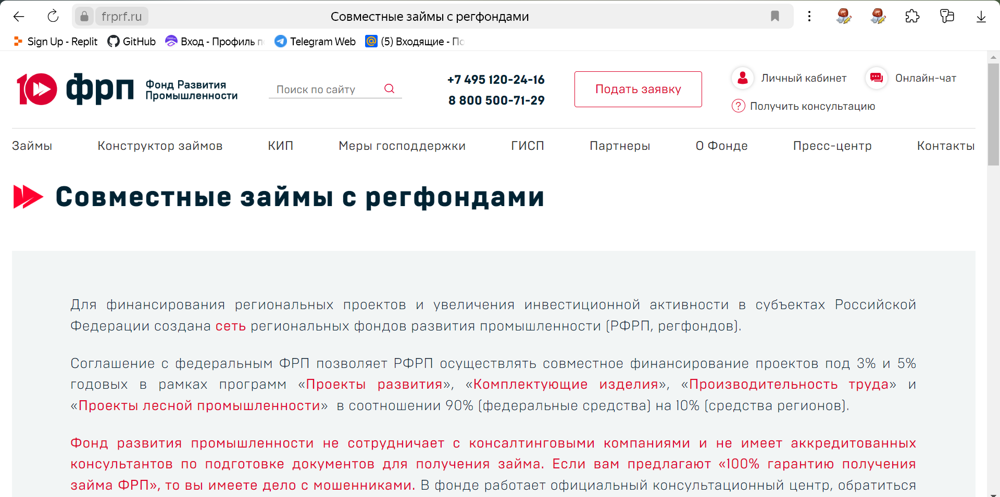 frprf.ru
Совместные займы с регфондами
Sign Up - Replit
GitHub
Вход - Профиль
Telegram Web
(5) Входящие -
10 фрп
Фонд Развития
Промышленности
Поиск по сайту
+7 495 120-24-16
8 800 500-71-29
Подать заявку
Личный кабинет
Онлайн-чат
? Получить консультацию
Займы
Конструктор займов
КИП
Меры господдержки
ГИСП
Партнеры
О Фонде
Пресс-центр
Контакты
Совместные займы с регфондами
Для финансирования региональных проектов и увеличения инвестиционной активности в субъектах Российской
Федерации создана сеть региональных фондов развития промышленности (РФРП, регфондов).
Соглашение с федеральным ФРП позволяет РФРП осуществлять совместное финансирование проектов под 3% и 5%
годовых в рамках программ «Проекты развития», «Комплектующие изделия», «Производительность труда» и
«Проекты лесной промышленности» в соотношении 90% (федеральные средства) на 10% (средства регионов).
Фонд развития промышленности не сотрудничает с консалтинговыми компаниями и не имеет аккредитованных
консультантов по подготовке документов для получения займа. Если вам предлагают «100% гарантию получения
займа ФРП», то вы имеете дело с мошенниками. В фонде работает официальный консультационный центр, обратиться